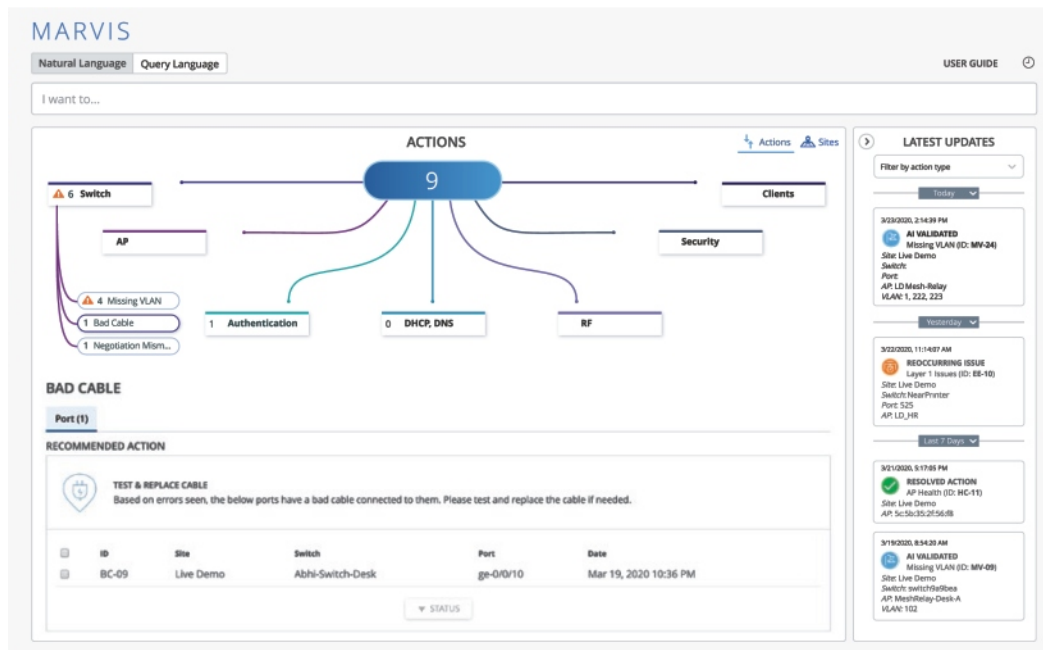 MARVIS
Natural Language Query Language
USER GUIDE
I want to...
ACTIONS
Actions Sites
9
6 Switch
Clients
AP
Security
4 Missing VLAN
1 Bad Cable
1 Negotiation Mism...
1 Authentication
0 DHCP, DNS
RF
BAD CABLE
Port (1)
RECOMMENDED ACTION
TEST & REPLACE CABLE
Based on errors seen, the below ports have a bad cable connected to them. Please test and replace the cable if needed.
ID Site Switch Port Date
BC-09 Live Demo Abhi-Switch-Desk ge-0/0/10 Mar 19, 2020 10:36 PM
STATUS
LATEST UPDATES
Filter by action type
Today
3/23/2020, 2:14:39 PM
AI VALIDATED
Missing VLAN (ID: MV-24)
Site: Live Demo
Switch:
Port:
AP: LD Mesh-Relay
VLAN: 1, 222, 223
Yesterday
3/22/2020, 11:14:07 AM
REOCCURRING ISSUE
Layer 1 Issues (ID: EE-10)
Site: Live Demo
Switch: NearPrinter
Port: 525
AP: LD_HR
Last 7 Days
3/21/2020, 5:17:05 PM
RESOLVED ACTION
AP Health (ID: HC-11)
Site: Live Demo
AP: 5c:5b:35:2f:56:f8
3/19/2020, 8:54:20 AM
AI VALIDATED
Missing VLAN (ID: MV-09)
Site: Live Demo
Switch: switch9a9bea
AP: MeshRelay-Desk-A
VLAN: 102